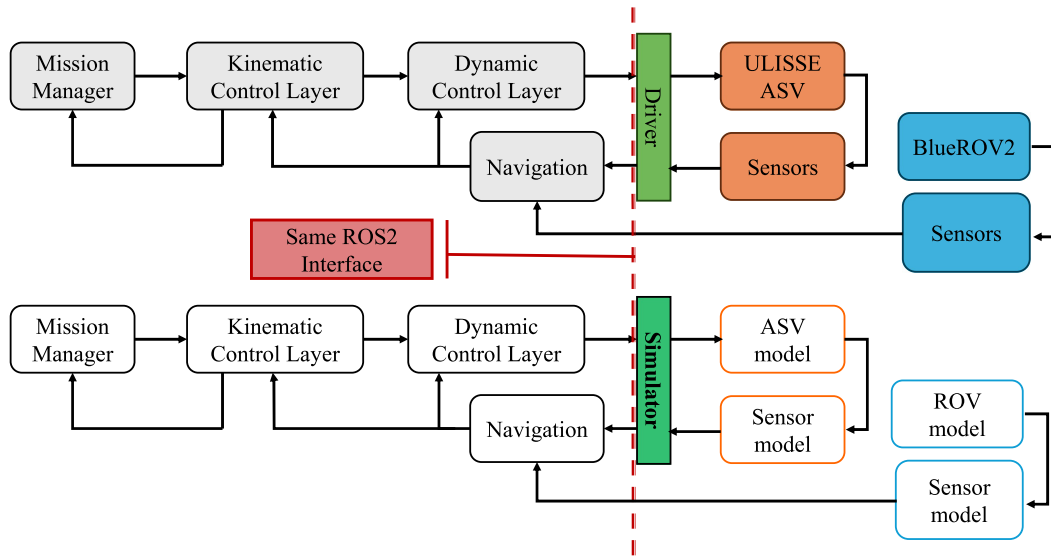 Mission
Manager
Kinematic
Control Layer
Dynamic
Control Layer
Driver
ULISSE
ASV
Navigation
Sensors
BlueROV2
Sensors
Same ROS2
Interface
Mission
Manager
Kinematic
Control Layer
Dynamic
Control Layer
Simulator
ASV
model
Navigation
Sensor
model
ROV
model
Sensor
model